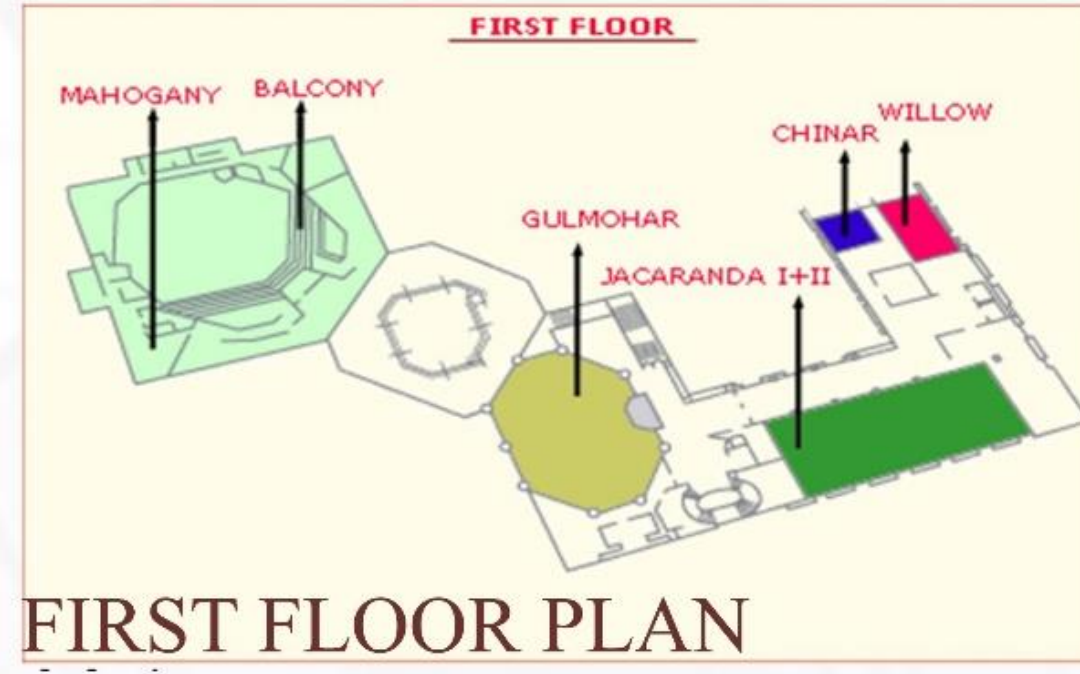 FIRST FLOOR
MAHOGANY
BALCONY
CHINAR
WILLOW
GULMOHAR
JACARANDA I+II
FIRST FLOOR PLAN